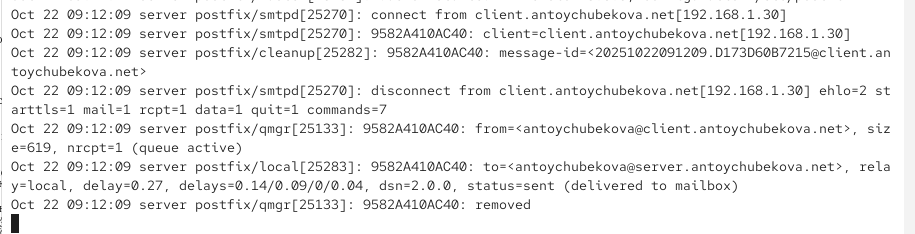 Oct 22 09:12:09 server postfix/smtpd[25270]: connect from client.antoychubekova.net[192.168.1.30]
Oct 22 09:12:09 server postfix/smtpd[25270]: 9582A410AC40: client=client.antoychubekova.net[192.168.1.30]
Oct 22 09:12:09 server postfix/cleanup[25282]: 9582A410AC40: message-id=<20251022091209.D173D60B7215@client.an
toychubekova.net>
Oct 22 09:12:09 server postfix/smtpd[25270]: disconnect from client.antoychubekova.net[192.168.1.30] ehlo=2 st
arttls=1 mail=1 rcpt=1 data=1 quit=1 commands=7
Oct 22 09:12:09 server postfix/qmgr[25133]: 9582A410AC40: from=<antoychubekova@client.antoychubekova.net>, siz
e=619, nrcpt=1 (queue active)
Oct 22 09:12:09 server postfix/local[25283]: 9582A410AC40: to=<antoychubekova@server.antoychubekova.net>, rela
y=local, delay=0.27, delays=0.14/0.09/0/0.04, dsn=2.0.0, status=sent (delivered to mailbox)
Oct 22 09:12:09 server postfix/qmgr[25133]: 9582A410AC40: removed